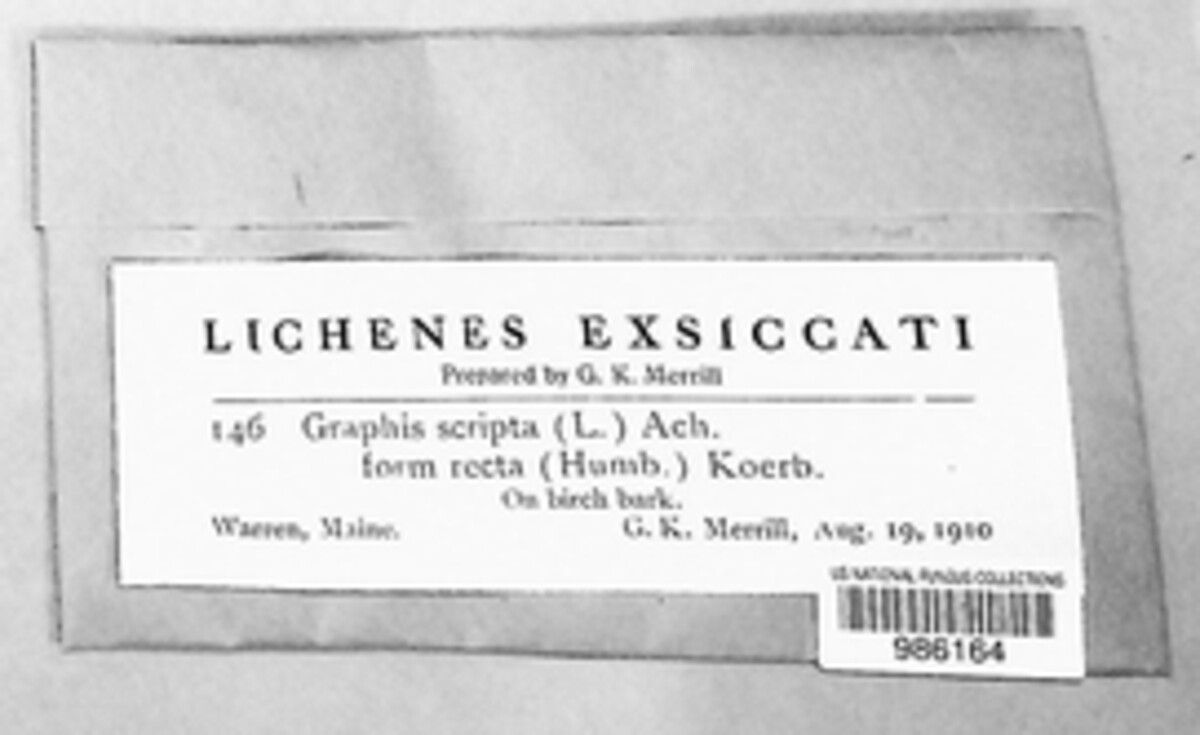 LICHENES EXSICCATI
Prepared by G. K. Merrill
146 Graphis scripta (L.) Ach.
form recta (Humb.) Koerb.
On birch bark.
Warren, Maine. G. K. Merrill, Aug. 19, 1910
US NATIONAL FUNGUS COLLECTIONS
986164